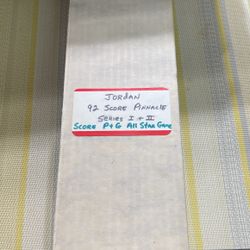 JORDAN
92 SCORE PINNACLE
SERIES I + II
SCORE P+G ALL STAR GAME